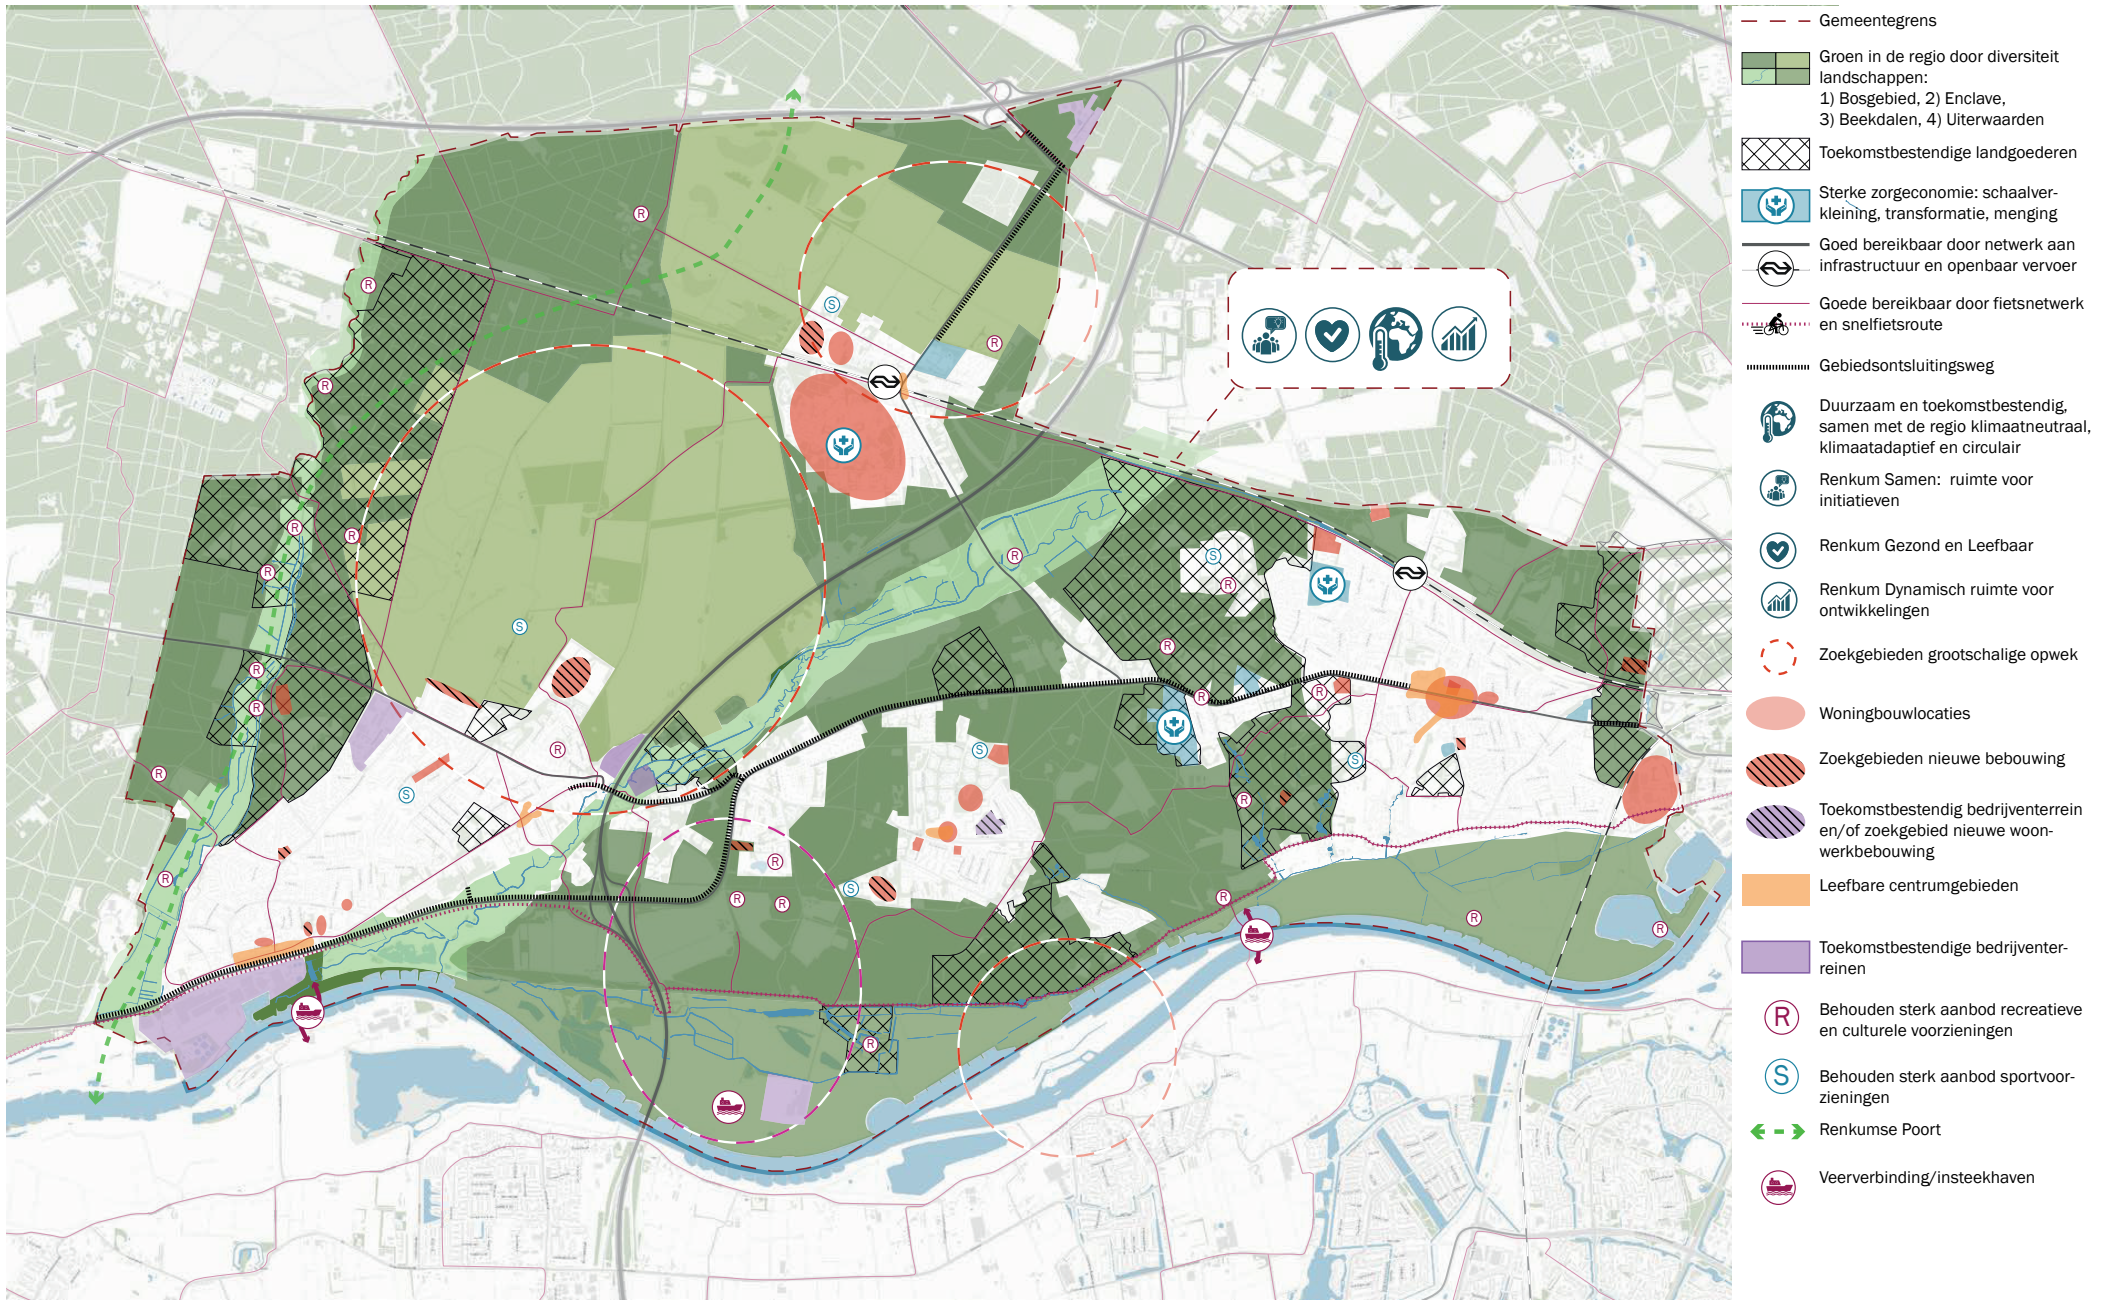 Gemeentegrens
Groen in de regio door diversiteit
landschappen:
1) Bosgebied, 2) Enclave,
3) Beekdalen, 4) Uiterwaarden
Toekomstbestendige landgoederen
Sterke zorgeconomie: schaalver-
kleining, transformatie, menging
Goed bereikbaar door netwerk aan
infrastructuur en openbaar vervoer
Goede bereikbaar door fietsnetwerk
en snelfietsroute
Gebiedsontsluitingsweg
Duurzaam en toekomstbestendig,
samen met de regio klimaatneutraal,
klimaatadaptief en circulair
Renkum Samen: ruimte voor
initiatieven
Renkum Gezond en Leefbaar
Renkum Dynamisch ruimte voor
ontwikkelingen
Zoekgebieden grootschalige opwek
Woningbouwlocaties
Zoekgebieden nieuwe bebouwing
Toekomstbestendig bedrijventerrein
en/of zoekgebied nieuwe woon-
werkbebouwing
Leefbare centrumgebieden
Toekomstbestendige bedrijventer-
reinen
R
Behouden sterk aanbod recreatieve
en culturele voorzieningen
S
Behouden sterk aanbod sportvoor-
zieningen
Renkumse Poort
Veerverbinding/insteekhaven